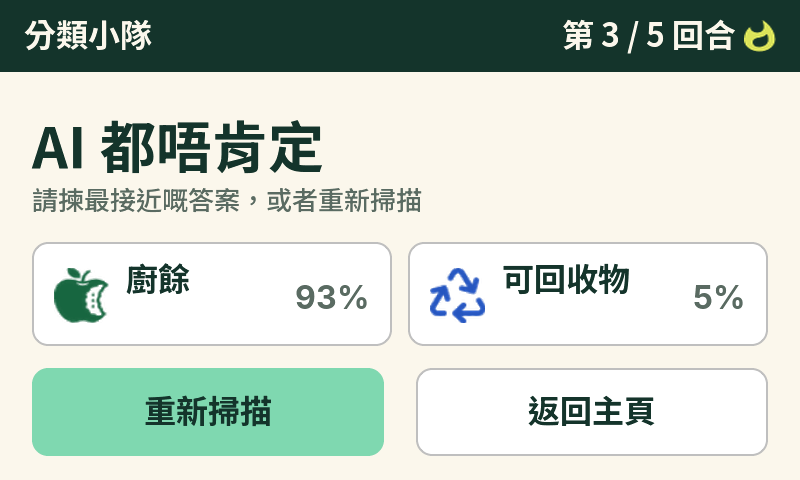 分類小隊
第 3 / 5 回合
AI 都唔肯定
請揀最接近嘅答案，或者重新掃描
廚餘
93%
可回收物
5%
重新掃描
返回主頁